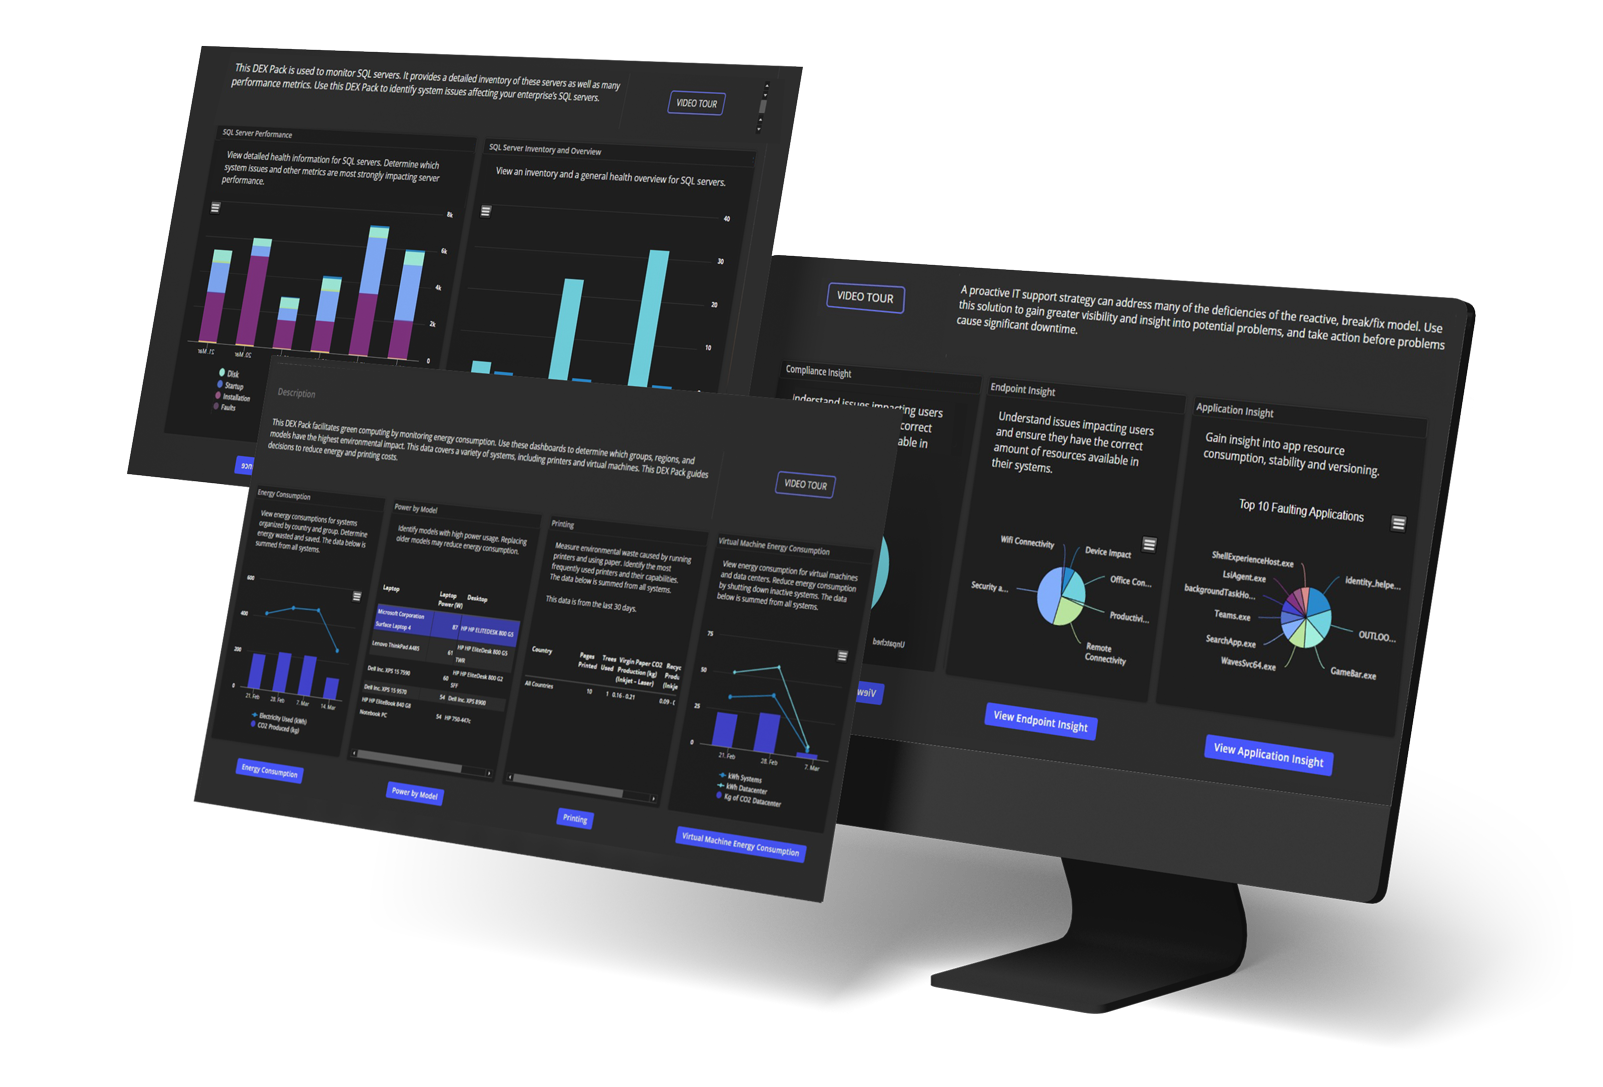 This DEX Pack is used to monitor SQL servers. It provides a detailed inventory of these servers as well as many
performance metrics. Use this DEX Pack to identify system issues affecting your enterprise's SQL servers.
VIDEO TOUR
SQL Server Performance
View detailed health information for SQL servers. Determine which
system issues and other metrics are most strongly impacting server
performance.
8k
6k
4k
2k
0
Disk
Startup
Installation
Faults
SQL Server Inventory and Overview
View an inventory and a general health overview for SQL servers.
40
30
20
10
Description
This DEX Pack facilitates green computing by monitoring energy consumption. Use these dashboards to determine which groups, regions, and
models have the highest environmental impact. This data covers a variety of systems, including printers and virtual machines. This DEX Pack guides
decisions to reduce energy and printing costs.
VIDEO TOUR
Energy Consumption
View energy consumptions for systems
organized by country and group. Determine
energy wasted and saved. The data below is
summed from all systems.
600
400
200
0
21. Feb
28. Feb
7. Mar
14. Mar
Electricity Used (kWh)
CO2 Produced (kg)
Energy Consumption
Power by Model
Identify models with high power usage. Replacing
older models may reduce energy consumption.
Laptop
Laptop
Power (W)
Desktop
Microsoft Corporation
Surface Laptop 4
87
HP HP ELITEDESK 800 G5
Lenovo ThinkPad A485
61
HP HP EliteDesk 800 G5
TWR
Dell Inc. XPS 15 7590
60
HP HP EliteDesk 800 G2
SFF
Dell Inc. XPS 15 9570
54
Dell Inc. XPS 8900
HP HP EliteBook 840 G8
Notebook PC
54
HP 750-447c
Power by Model
Printing
Measure environmental waste caused by running
printers and using paper. Identify the most
frequently used printers and their capabilities.
The data below is summed from all systems.
This data is from the last 30 days.
Country
Pages
Printed
Trees
Used
Virgin Paper CO2
Production (kg)
(Inkjet – Laser)
Recyc
Produ
(Inkje
All Countries
10
1
0.16 - 0.21
0.09 - (
Printing
Virtual Machine Energy Consumption
View energy consumption for virtual machines
and data centers. Reduce energy consumption
by shutting down inactive systems. The data
below is summed from all systems.
75
50
25
0
21. Feb
28. Feb
7. Mar
kWh Systems
kWh Datacenter
Kg of CO2 Datacenter
Virtual Machine Energy Consumption
VIDEO TOUR
A proactive IT support strategy can address many of the deficiencies of the reactive, break/fix model. Use
this solution to gain greater visibility and insight into potential problems, and take action before problems
cause significant downtime.
Compliance Insight
Understand issues impacting users
correct
able in
Unpatched
View
Endpoint Insight
Understand issues impacting users
and ensure they have the correct
amount of resources available in
their systems.
Wifi Connectivity
Device Impact
Security a...
Office Con...
Productivi...
Remote
Connectivity
View Endpoint Insight
Application Insight
Gain insight into app resource
consumption, stability and versioning.
Top 10 Faulting Applications
ShellExperienceHost.exe
LsiAgent.exe
backgroundTaskHo...
Teams.exe
SearchApp.exe
WavesSvc64.exe
identity_helpe...
OUTLOO...
GameBar.exe
View Application Insight